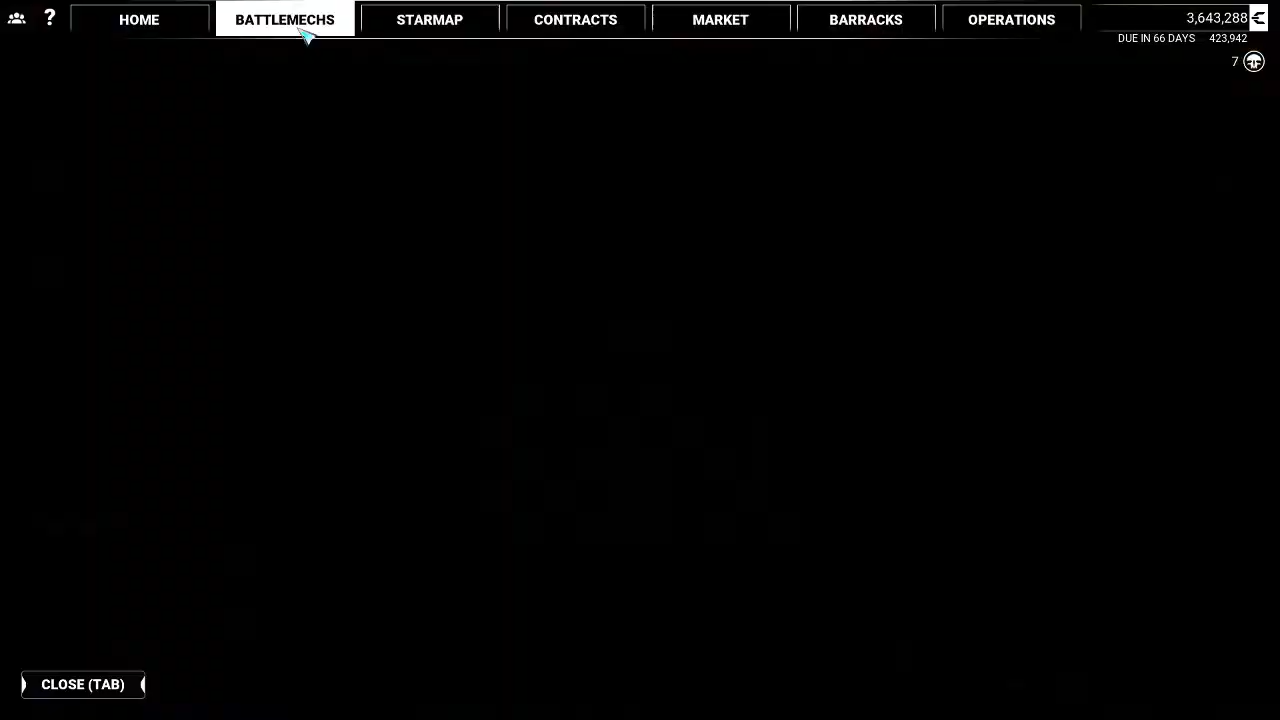 ? HOME BATTLEMECHS STARMAP CONTRACTS MARKET BARRACKS OPERATIONS 3,643,288
DUE IN 66 DAYS 423,942
7
CLOSE (TAB)